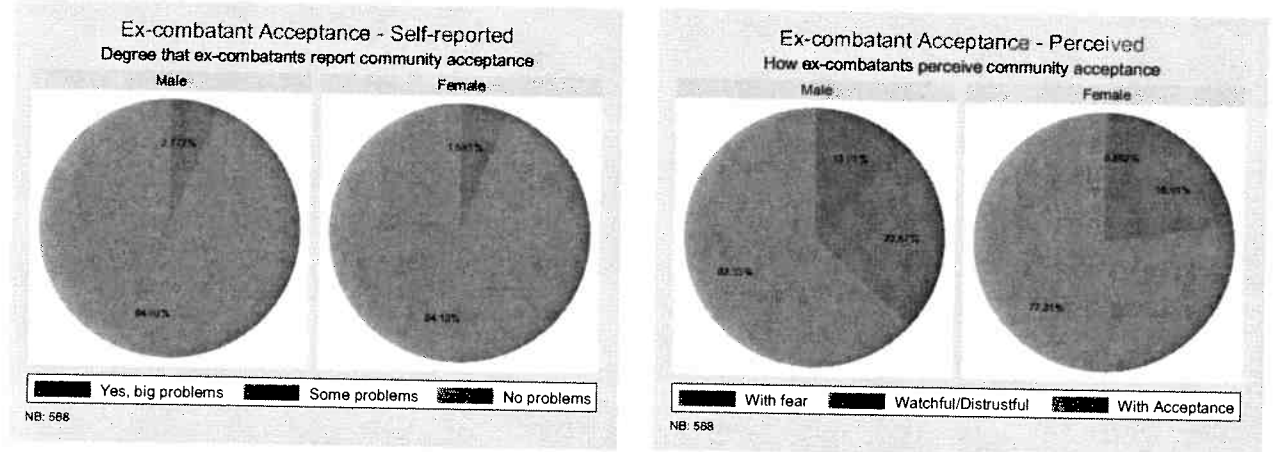 Ex-combatant Acceptance - Self-reported
Degree that ex-combatants report community acceptance
Male
Female
Yes, big problems
Some problems
No problems
NB: 568
Ex-combatant Acceptance - Perceived
How ex-combatants perceive community acceptance
Male
Female
77.21%
With fear
Watchful/Distrustful
With Acceptance
NB: 568